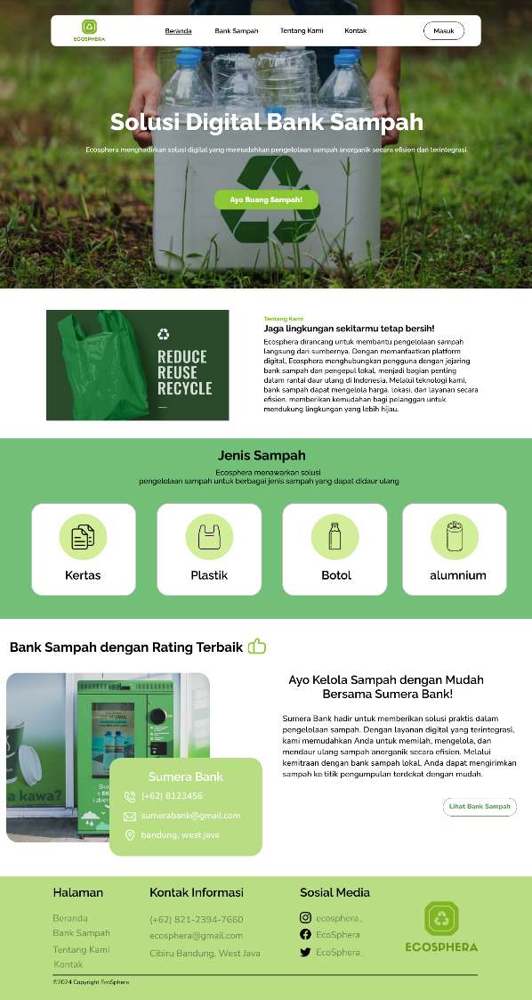 ECOSPHERA
Beranda
Bank Sampah
Tentang Kami
Kontak
Masuk
Solusi Digital Bank Sampah
Ecosphera menghadirkan solusi digital yang memudahkan pengelolaan sampah anorganik secara efisien dan terintegrasi.
Ayo Buang Sampah!
REDUCE
REUSE
RECYCLE
Tentang Kami
Jaga lingkungan sekitarmu tetap bersih!
Ecosphera dirancang untuk membantu pengelolaan sampah
langsung dari sumbernya. Dengan memanfaatkan platform
digital, Ecosphera menghubungkan pengguna dengan jejaring
bank sampah dan pengepul lokal, menjadi bagian penting
dalam rantai daur ulang di Indonesia. Melalui teknologi kami,
bank sampah dapat mengelola harga, lokasi, dan layanan secara
efisien, memberikan kemudahan bagi pelanggan untuk
mendukung lingkungan yang lebih hijau.
Jenis Sampah
Ecosphera menawarkan solusi
pengelolaan sampah untuk berbagai jenis sampah yang dapat didaur ulang
Kertas
Plastik
Botol
alumnium
Bank Sampah dengan Rating Terbaik
kawa?
Sumera Bank
(+62) 8123456
sumerabank@gmail.com
bandung, west java
Ayo Kelola Sampah dengan Mudah
Bersama Sumera Bank!
Sumera Bank hadir untuk memberikan solusi praktis dalam
pengelolaan sampah. Dengan layanan digital yang terintegrasi,
kami memudahkan Anda untuk memilah, mengelola, dan
mendaur ulang sampah anorganik secara efisien. Melalui
kemitraan dengan bank sampah lokal, Anda dapat mengirimkan
sampah ke titik pengumpulan terdekat dengan mudah.
Lihat Bank Sampah
Halaman
Beranda
Bank Sampah
Tentang Kami
Kontak
Kontak Informasi
(+62) 821-2394-7660
ecosphera@gmail.com
Cibiru Bandung, West Java
Sosial Media
ecosphera_
EcoSphera
EcoSphera_
ECOSPHERA
©2024 Copyright EcoSphera